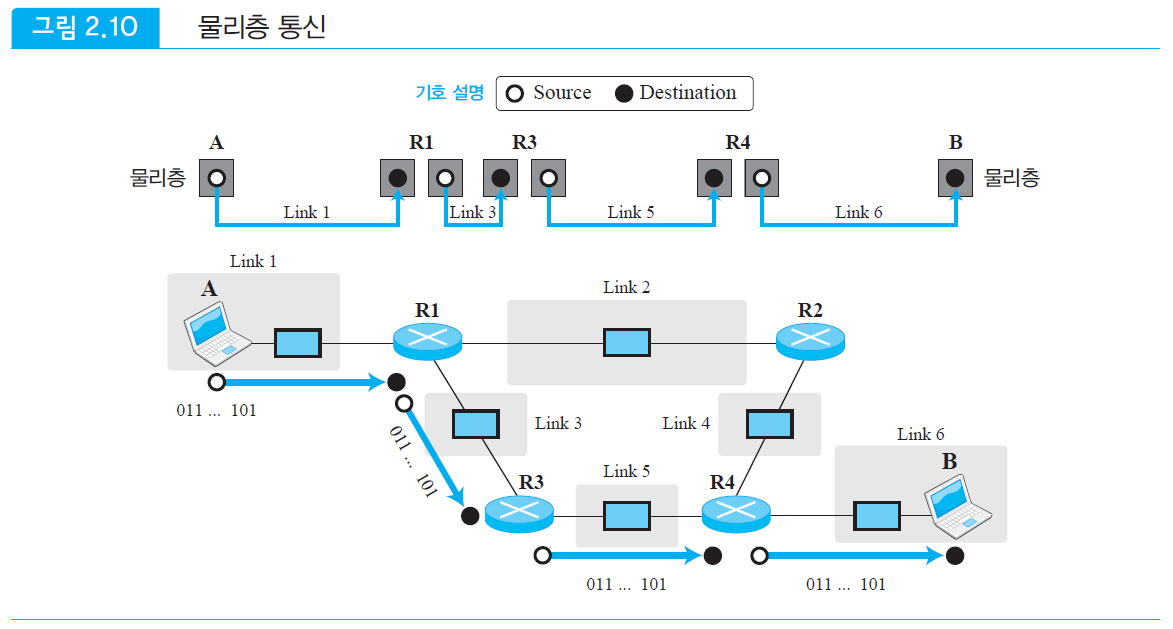 그림 2.10 물리층 통신
기호 설명 Source Destination
A R1 R3 R4 B
물리층 물리층
Link 1 Link 3 Link 5 Link 6
Link 1
A
Link 2
R1 R2
011 ... 101
Link 3 Link 4
011 ... 101
Link 6
B
Link 5
R3 R4
011 ... 101 011 ... 101